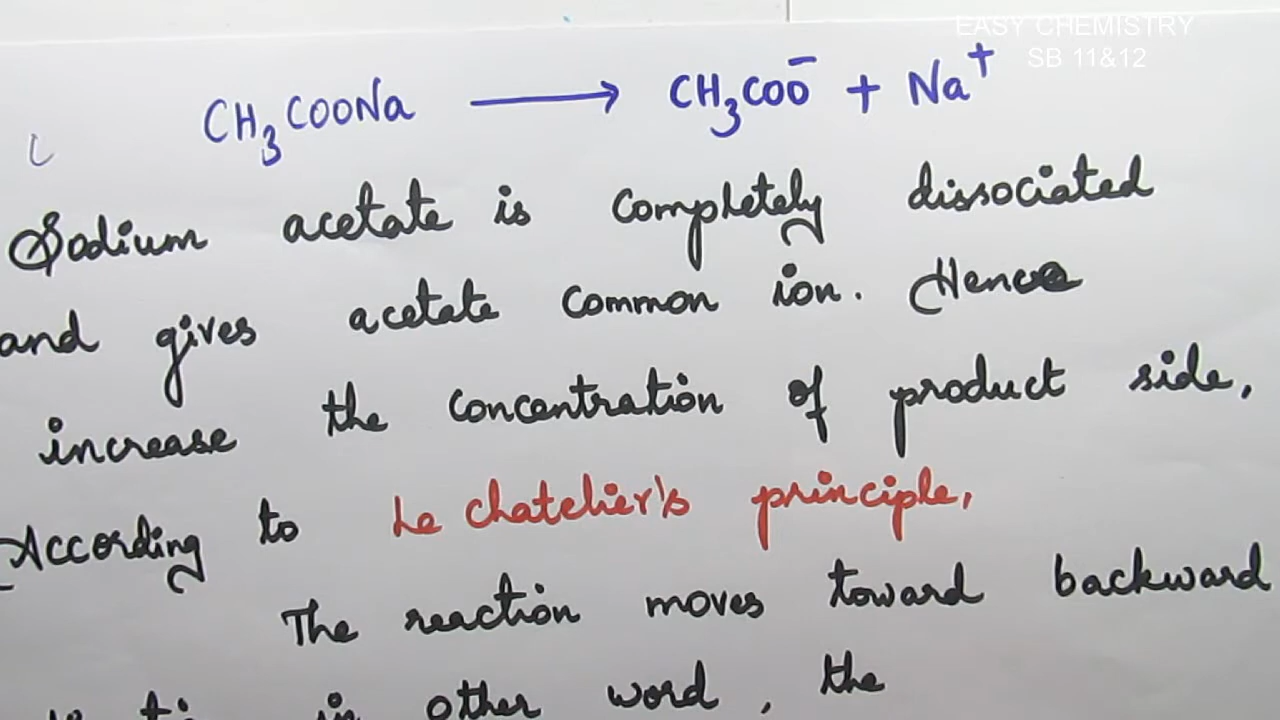 EASY CHEMISTRY
SB 11&12
CH₃COONa ⟶ CH₃COO⁻ + Na⁺
Sodium acetate is completely dissociated
and gives acetate common ion. Hence
increase the concentration of product side,
According to Le chatelier's principle,
The reaction moves toward backward
in other word, the